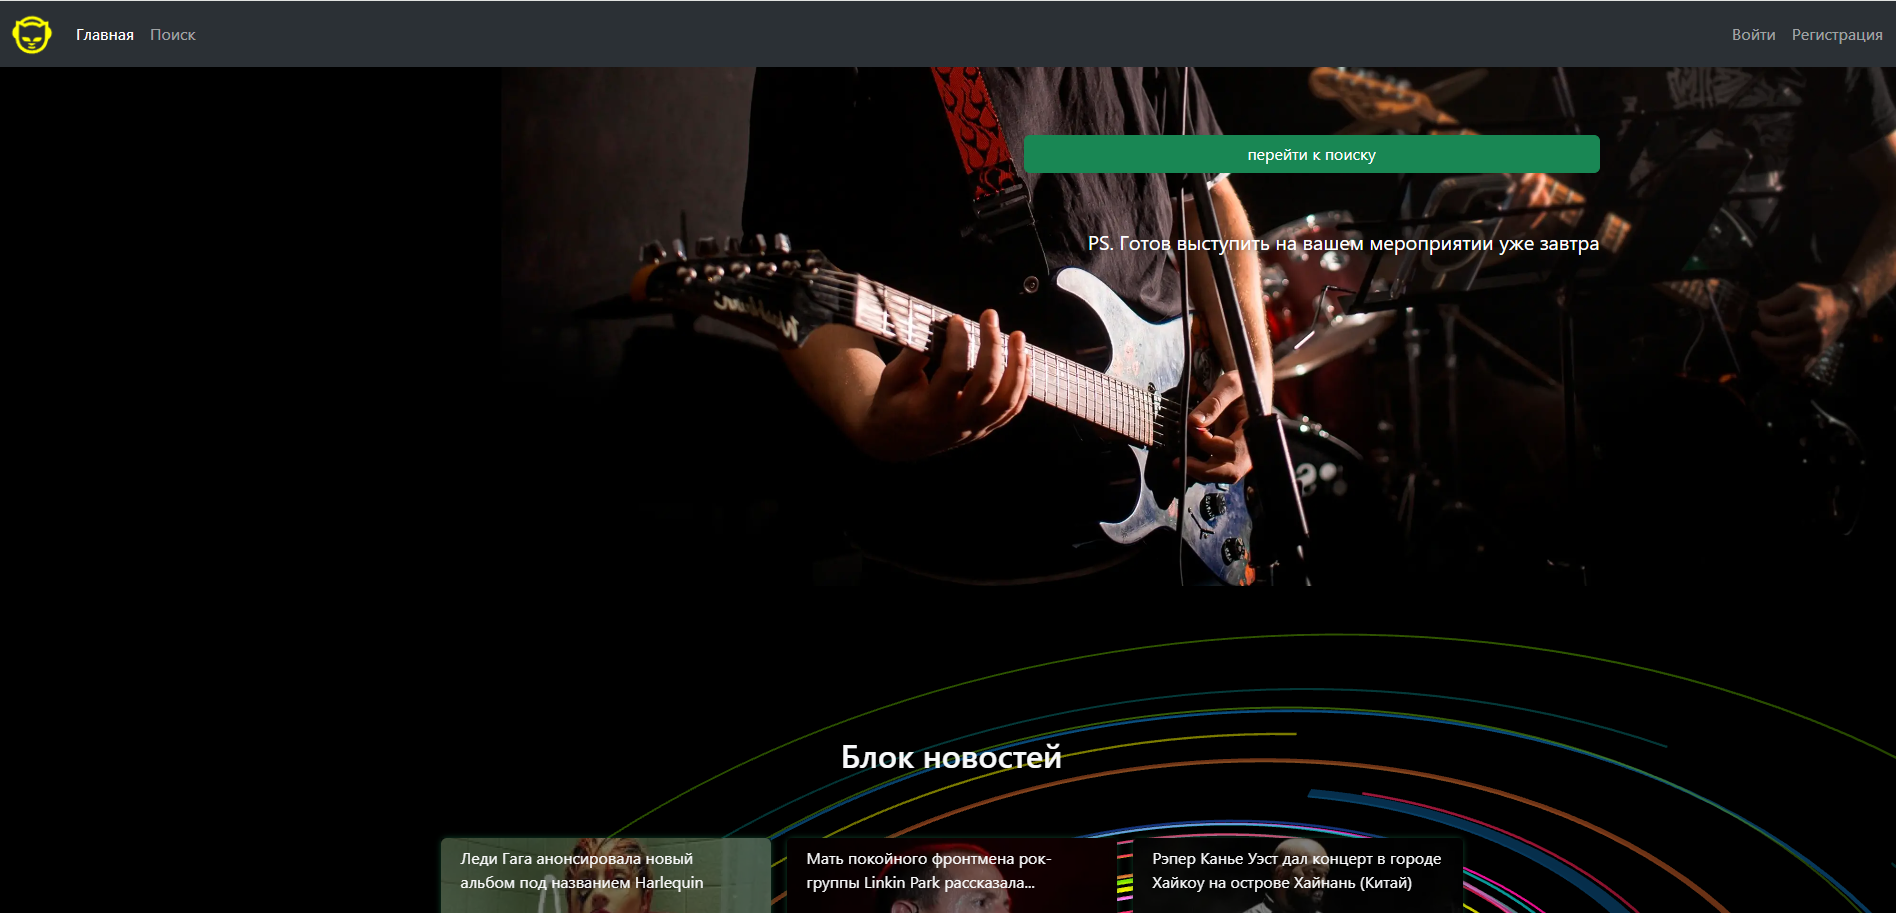 Главная Поиск Войти Регистрация
перейти к поиску
PS. Готов выступить на вашем мероприятии уже завтра
Блок новостей
Леди Гага анонсировала новый
альбом под названием Harlequin
Мать покойного фронтмена рок-
группы Linkin Park рассказала...
Рэпер Канье Уэст дал концерт в городе
Хайкоу на острове Хайнань (Китай)